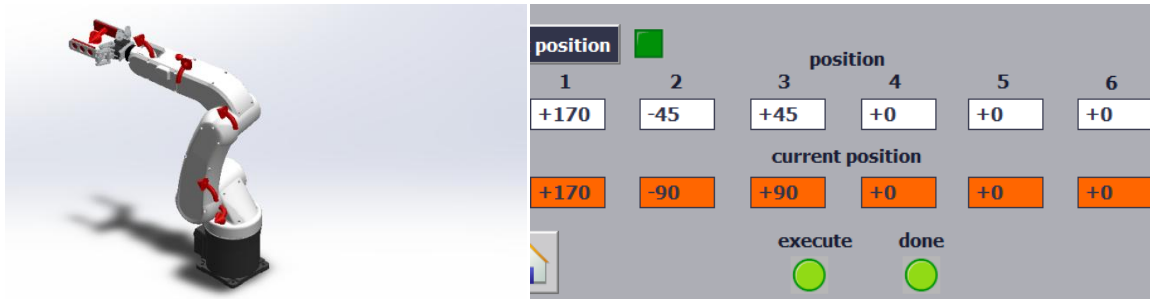 position
position
1 2 3 4 5 6
+170 -45 +45 +0 +0 +0
current position
+170 -90 +90 +0 +0 +0
execute done